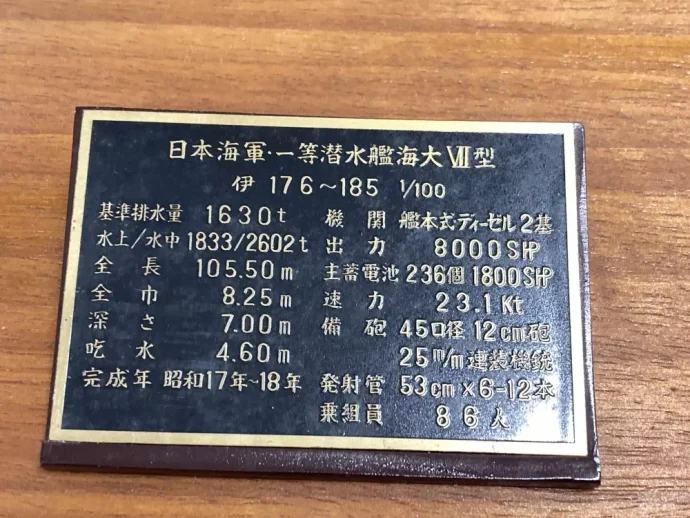 日本海軍・一等潜水艦海大Ⅶ型
伊 176～185 1/100
基準排水量 1630t
水上/水中 1833/2602t
全長 105.50m
全巾 8.25m
深さ 7.00m
吃水 4.60m
完成年 昭和17年~18年
機関 艦本式ディーゼル2基
出力 8000SHP
主蓄電池 236個 1800SHP
速力 23.1Kt
備砲 45口径12cm砲
25m/m連装機銃
発射管 53cm×6-12本
乗組員 86人